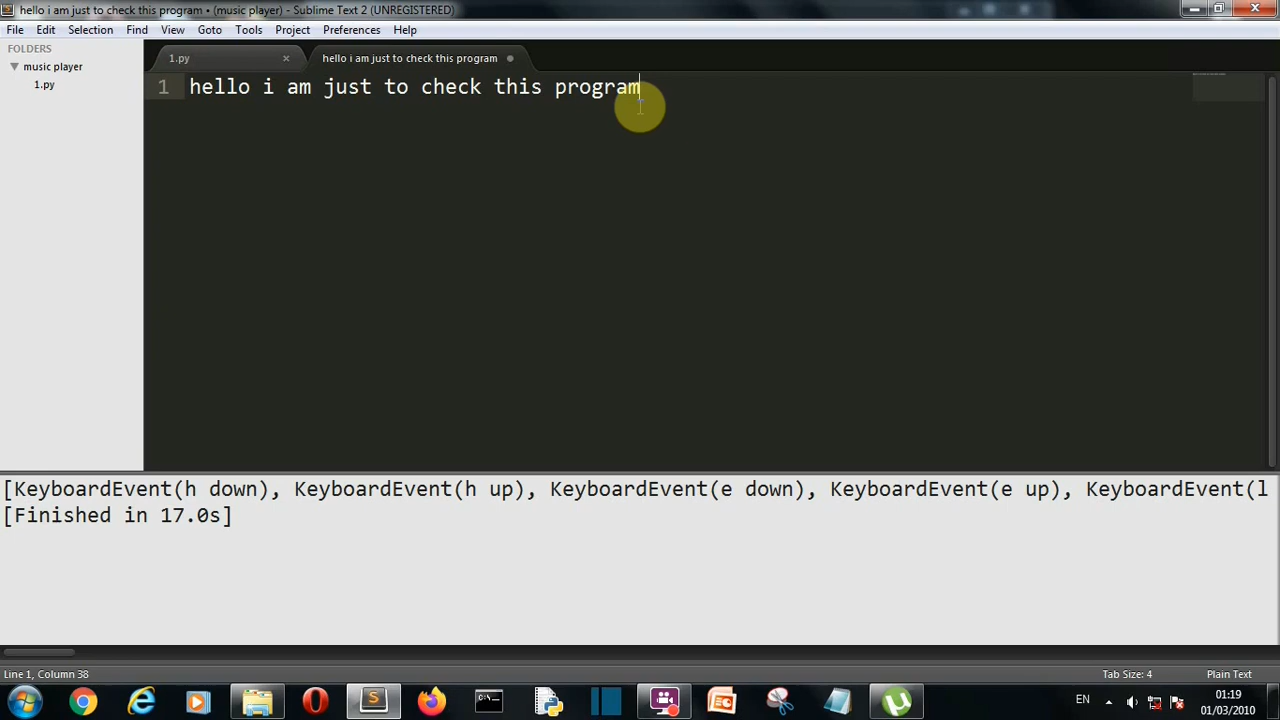 hello i am just to check this program • (music player) - Sublime Text 2 (UNREGISTERED)
File Edit Selection View Find Goto Tools Project Preferences Help
FOLDERS
music player
1.py
1.py
hello i am just to check this program
1 hello i am just to check this program
[KeyboardEvent(h down), KeyboardEvent(h up), KeyboardEvent(e down), KeyboardEvent(e up), KeyboardEvent(l
[Finished in 17.0s]
Line 1, Column 38
Tab Size: 4
Plain Text
EN
01:19
01/03/2010